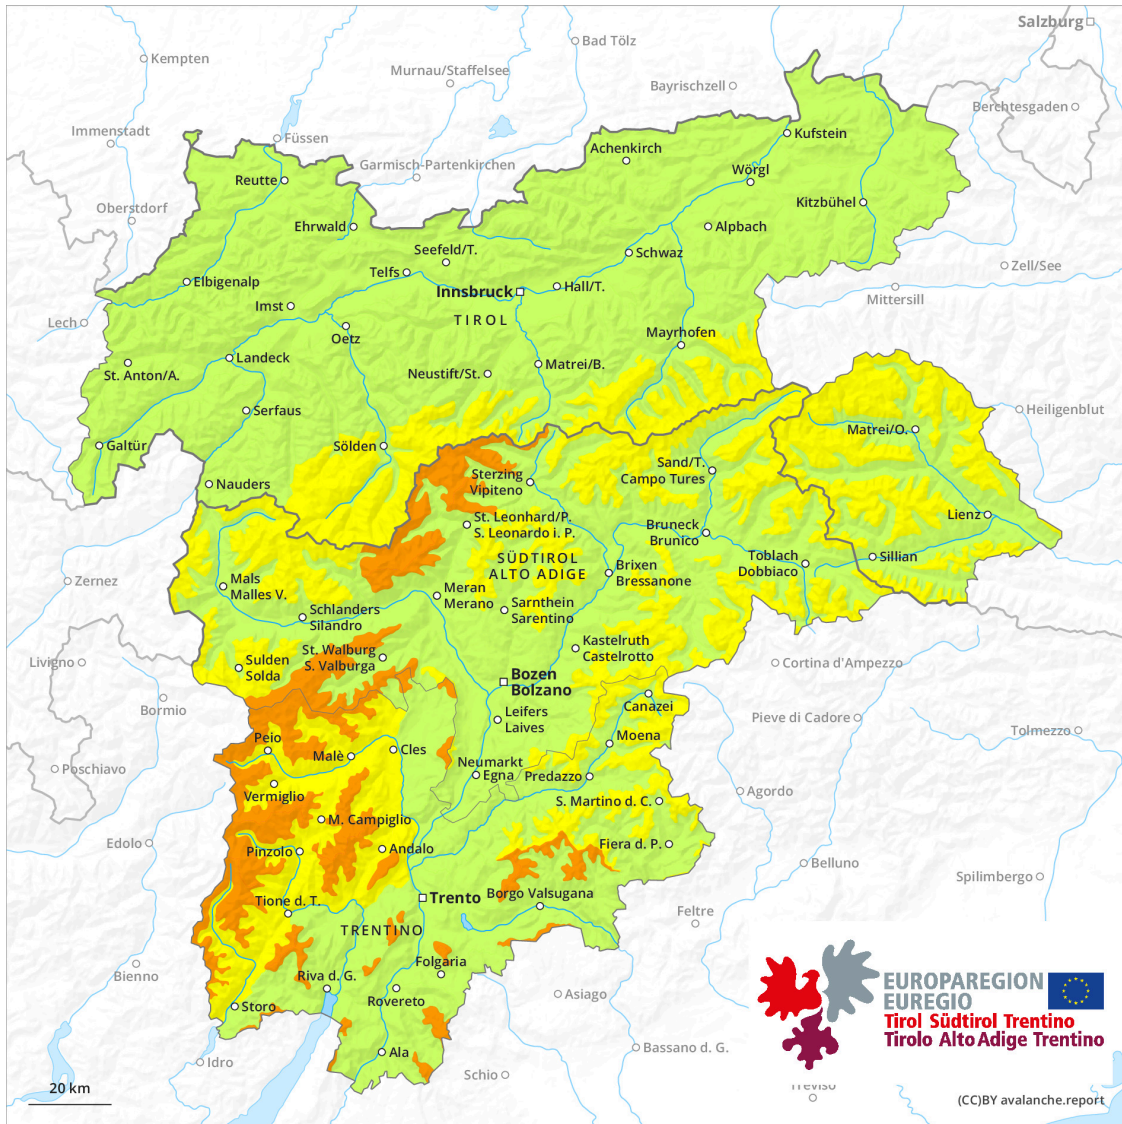 Salzburg
Bad Tölz
Kempten
Murnau/Staffelsee
Bayrischzell
Berchtesgaden
Immenstadt
Füssen
Kufstein
Achenkirch
Garmisch-Partenkirchen
Wörgl
Reutte
Oberstdorf
Kitzbühel
Ehrwald
Alpbach
Seefeld/T.
Schwaz
Telfs
Zell/See
Elbigenalp
Hall/T.
Innsbruck
Mittersill
Imst
TIROL
Lech
Oetz
Mayrhofen
Landeck
Matrei/B.
St. Anton/A.
Neustift/St.
Serfaus
Heiligenblut
Matrei/O.
Galtür
Sölden
Sand/T.
Campo Tures
Sterzing
Vipiteno
Nauders
Lienz
St. Leonhard/P.
S. Leonardo i. P.
Bruneck
Brunico
SÜDTIROL
ALTO ADIGE
Toblach
Dobbiaco
Sillian
Brixen
Bressanone
Zernez
Mals
Malles V.
Meran
Merano
Sarnthein
Sarentino
Schlanders
Silandro
Kastelruth
Castelrotto
St. Walburg
S. Valburga
Livigno
Sulden
Solda
Cortina d'Ampezzo
Bozen
Bolzano
Bormio
Canazei
Leifers
Laives
Pieve di Cadore
Tolmezzo
Peio
Moena
Cles
Malè
Neumarkt
Egna
Predazzo
Poschiavo
Vermiglio
Agordo
S. Martino d. C.
M. Campiglio
Edolo
Fiera d. P.
Pinzolo
Andalo
Belluno
Spilimbergo
Trento
Borgo Valsugana
Tione d. T.
Feltre
TRENTINO
Folgaria
Bienno
Riva d. G.
Rovereto
Asiago
Storo
EUROPAREGION
EUREGIO
Tirol Südtirol Trentino
Tirolo Alto Adige Trentino
Bassano d. G.
Ala
Idro
Schio
Treviso
20 km
(CC)BY avalanche.report